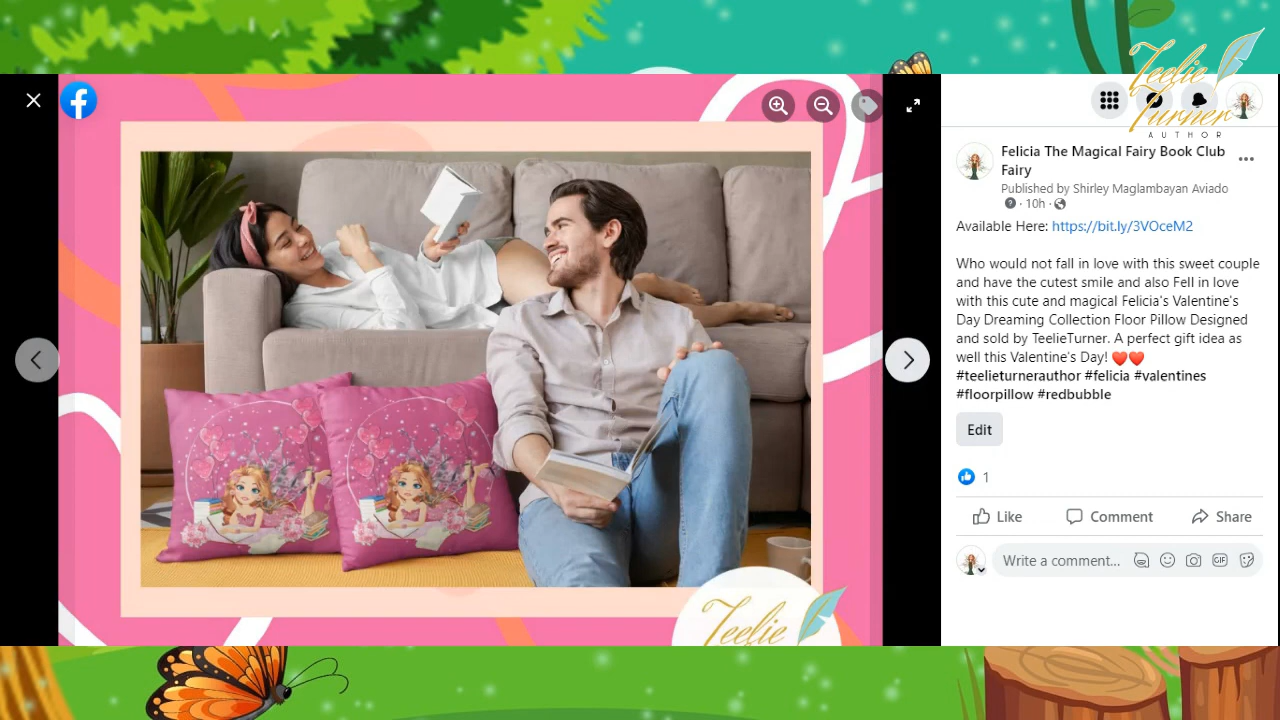 Teelie
Turner
AUTHOR
Felicia The Magical Fairy Book Club
Fairy
Published by Shirley Maglambayan Aviado
· 10h ·
Available Here: https://bit.ly/3VOceM2
Who would not fall in love with this sweet couple
and have the cutest smile and also Fell in love
with this cute and magical Felicia's Valentine's
Day Dreaming Collection Floor Pillow Designed
and sold by TeelieTurner. A perfect gift idea as
well this Valentine's Day! ❤️❤️
#teelieturnerauthor #felicia #valentines
#floorpillow #redbubble
Edit
1
Like Comment Share
Write a comment...
GIF
Teelie